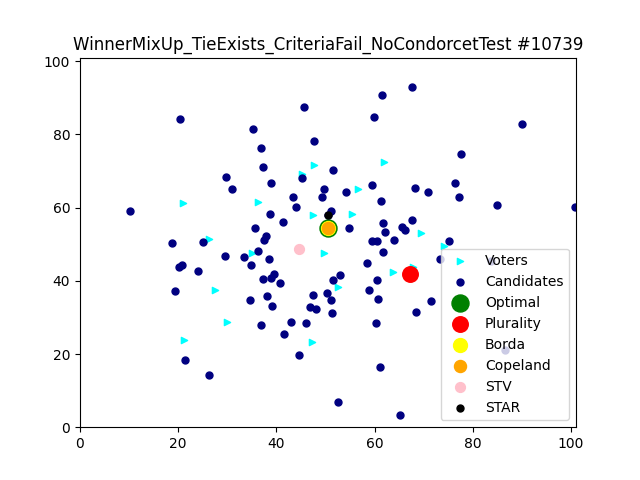 WinnerMixUp_TieExists_CriteriaFail_NoCondorcetTest #10739
100
80
60
40
20
0
0 20 40 60 80 100
Voters
Candidates
Optimal
Plurality
Borda
Copeland
STV
STAR